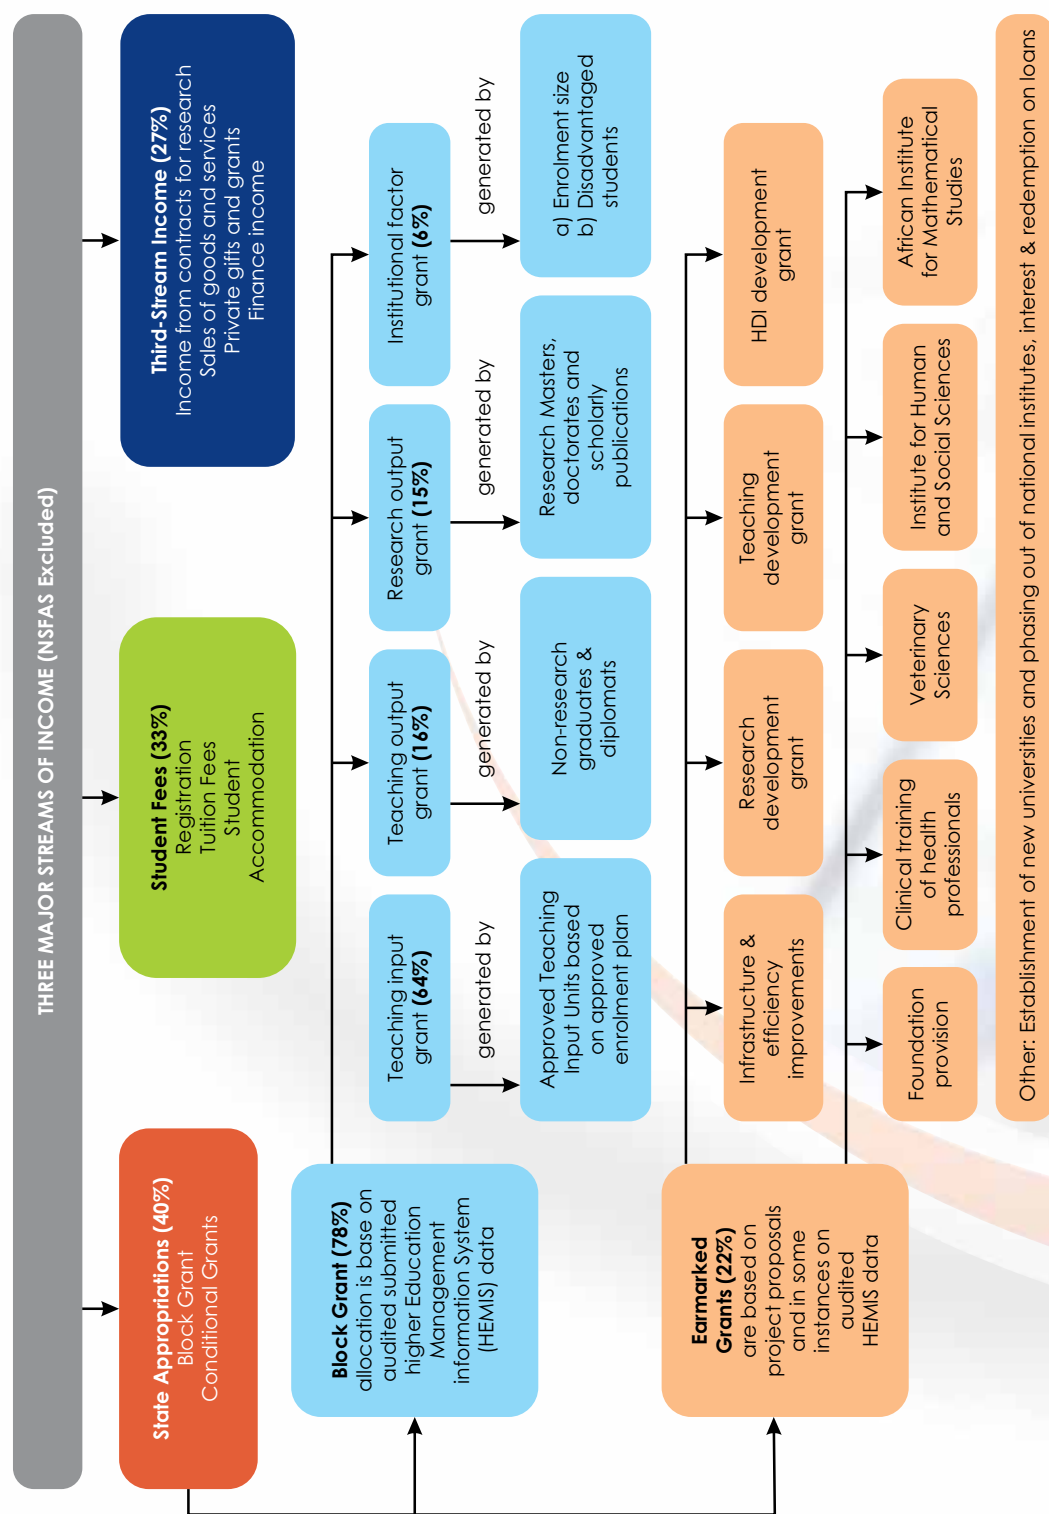 THREE MAJOR STREAMS OF INCOME (NSFAS Excluded)
State Appropriations (40%)
Block Grant
Conditional Grants
Student Fees (33%)
Registration
Tuition Fees
Student
Accommodation
Third-Stream Income (27%)
Income from contracts for research
Sales of goods and services
Private gifts and grants
Finance income
Block Grant (78%)
allocation is base on
audited submitted
higher Education
Management
information System
(HEMIS) data
Teaching input
grant (64%)
Teaching output
grant (16%)
Research output
grant (15%)
Institutional factor
grant (6%)
generated by
generated by
generated by
generated by
Approved Teaching
Input Units based
on approved
enrolment plan
Non-research
graduates &
diplomats
Research Masters,
doctorates and
scholarly
publications
a) Enrolment size
b) Disadvantaged
students
Earmarked
Grants (22%)
are based on
project proposals
and in some
instances on
audited
HEMIS data
Infrastructure &
efficiency
improvements
Research
development
grant
Teaching
development
grant
HDI development
grant
Foundation
provision
Clinical training
of health
professionals
Veterinary
Sciences
Institute for Human
and Social Sciences
African Institute
for Mathematical
Studies
Other: Establishment of new universities and phasing out of national institutes, interest & redemption on loans